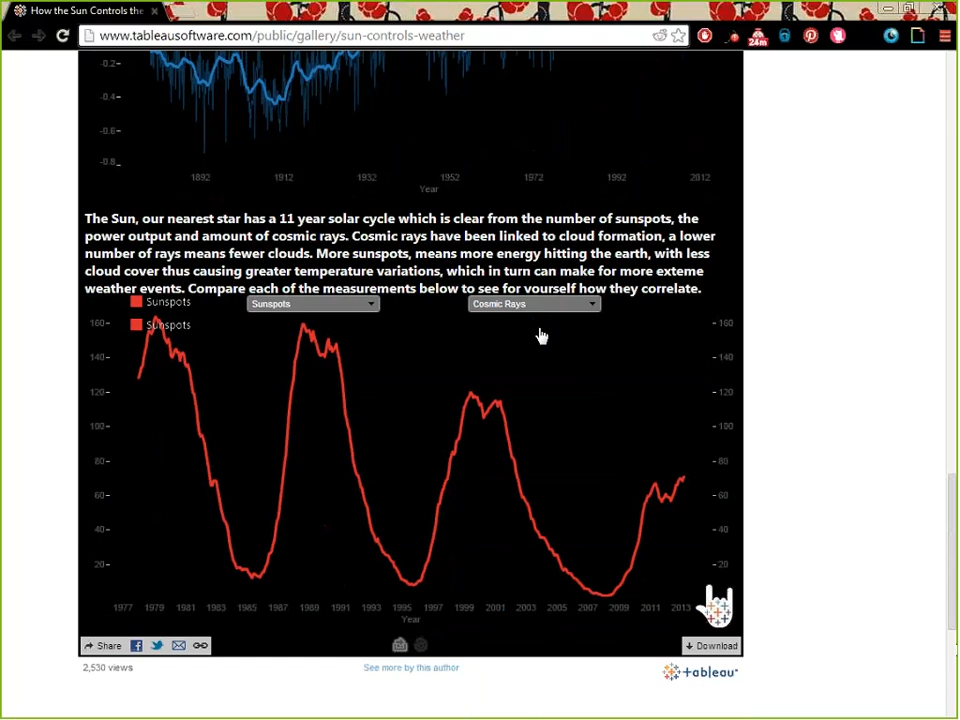 How the Sun Controls the
www.tableausoftware.com/public/gallery/sun-controls-weather
24m
-0.2
-0.4
-0.6
-0.8
1892 1912 1932 1952 1972 1992 2012
Year
The Sun, our nearest star has a 11 year solar cycle which is clear from the number of sunspots, the
power output and amount of cosmic rays. Cosmic rays have been linked to cloud formation, a lower
number of rays means fewer clouds. More sunspots, means more energy hitting the earth, with less
cloud cover thus causing greater temperature variations, which in turn can make for more exteme
weather events. Compare each of the measurements below to see for yourself how they correlate.
Sunspots Sunspots Cosmic Rays
Sunspots
160 160
140 140
120 120
100 100
80 80
60 60
40 40
20 20
1977 1979 1981 1983 1985 1987 1989 1991 1993 1995 1997 1999 2001 2003 2005 2007 2009 2011 2013
Year
Share Download
2,530 views See more by this author +ableau